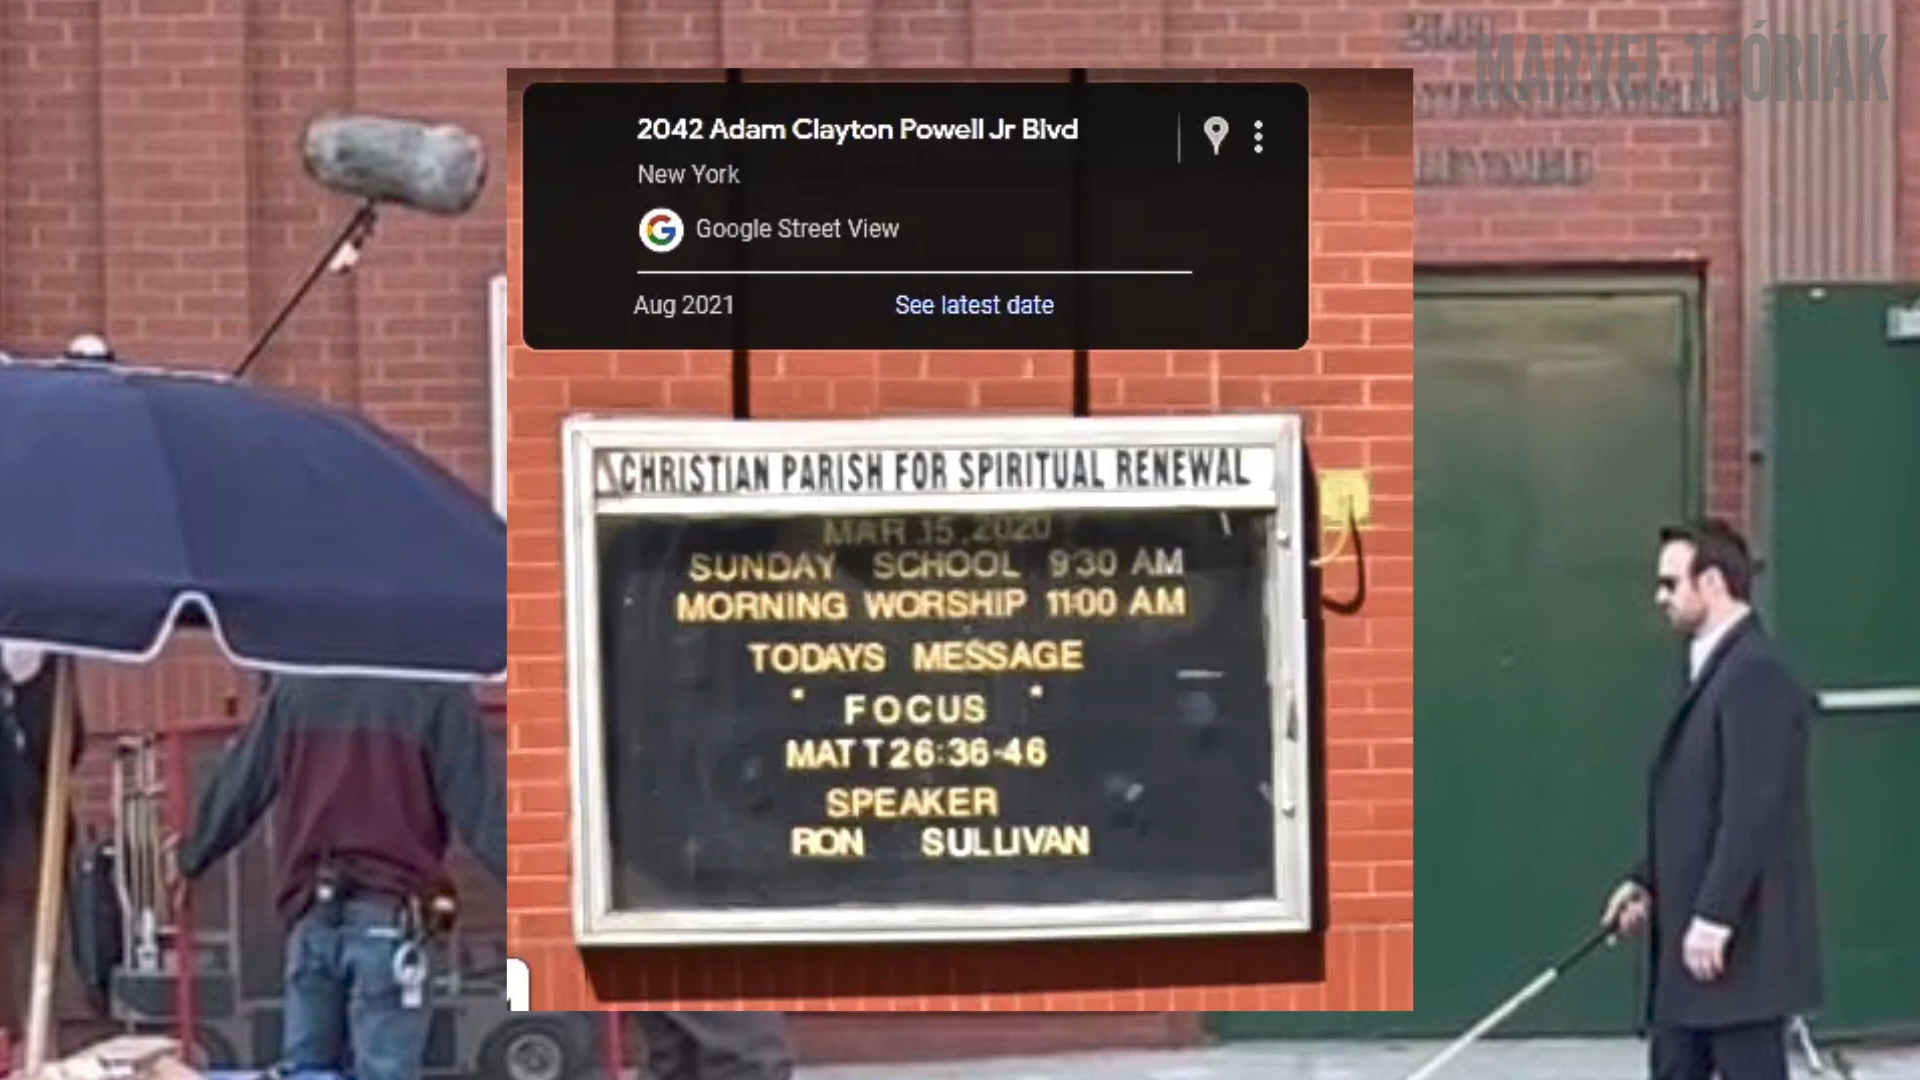 MARVEL TEÓRIÁK
2042 Adam Clayton Powell Jr Blvd
New York
Google Street View
Aug 2021
See latest date
CHRISTIAN PARISH FOR SPIRITUAL RENEWAL
MAR 15, 2020
SUNDAY SCHOOL 9:30 AM
MORNING WORSHIP 11:00 AM
TODAYS MESSAGE
" FOCUS "
MATT 26:36-46
SPEAKER
RON SULLIVAN